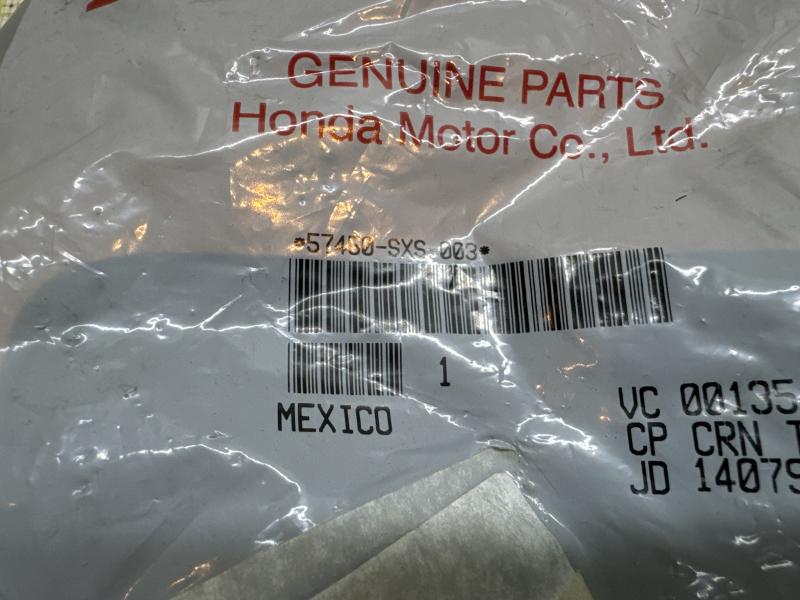 GENUINE PARTS
Honda Motor Co., Ltd.
*57450-SXS-003*
1
MEXICO
VC 00135
CP CRN T
JD 14079